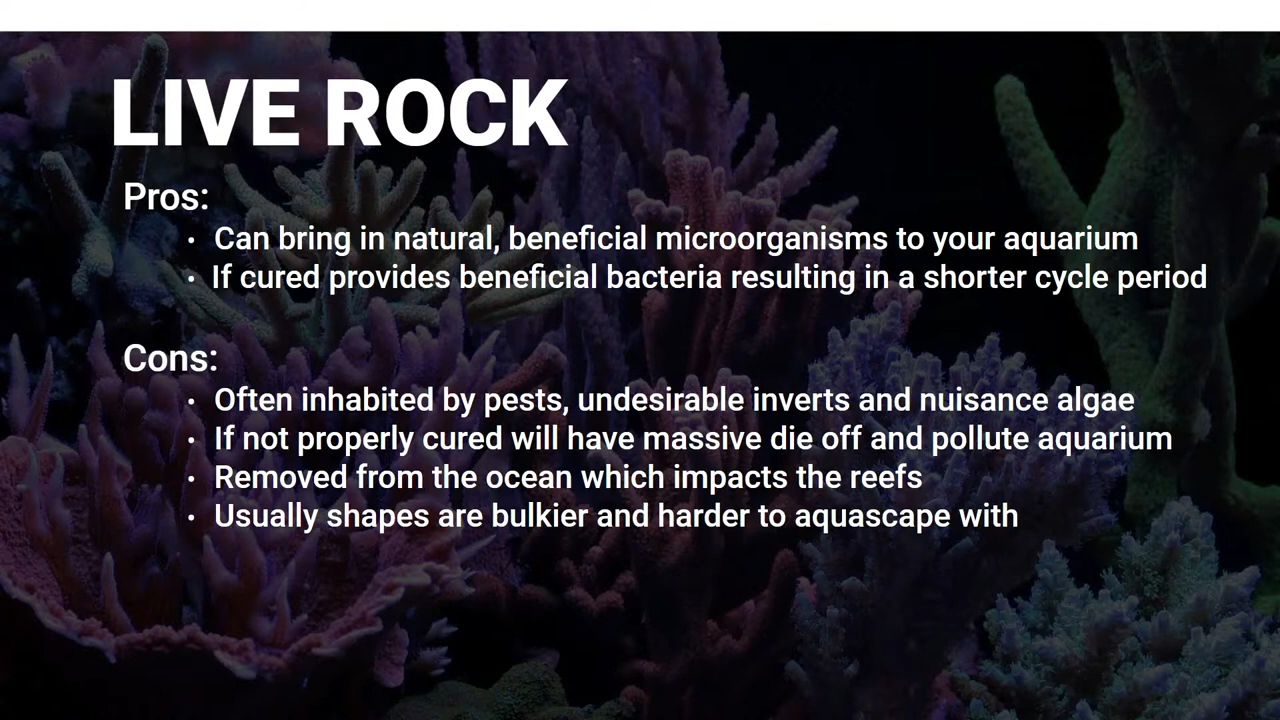 LIVE ROCK
Pros:
• Can bring in natural, beneficial microorganisms to your aquarium
• If cured provides beneficial bacteria resulting in a shorter cycle period
Cons:
• Often inhabited by pests, undesirable inverts and nuisance algae
• If not properly cured will have massive die off and pollute aquarium
• Removed from the ocean which impacts the reefs
• Usually shapes are bulkier and harder to aquascape with